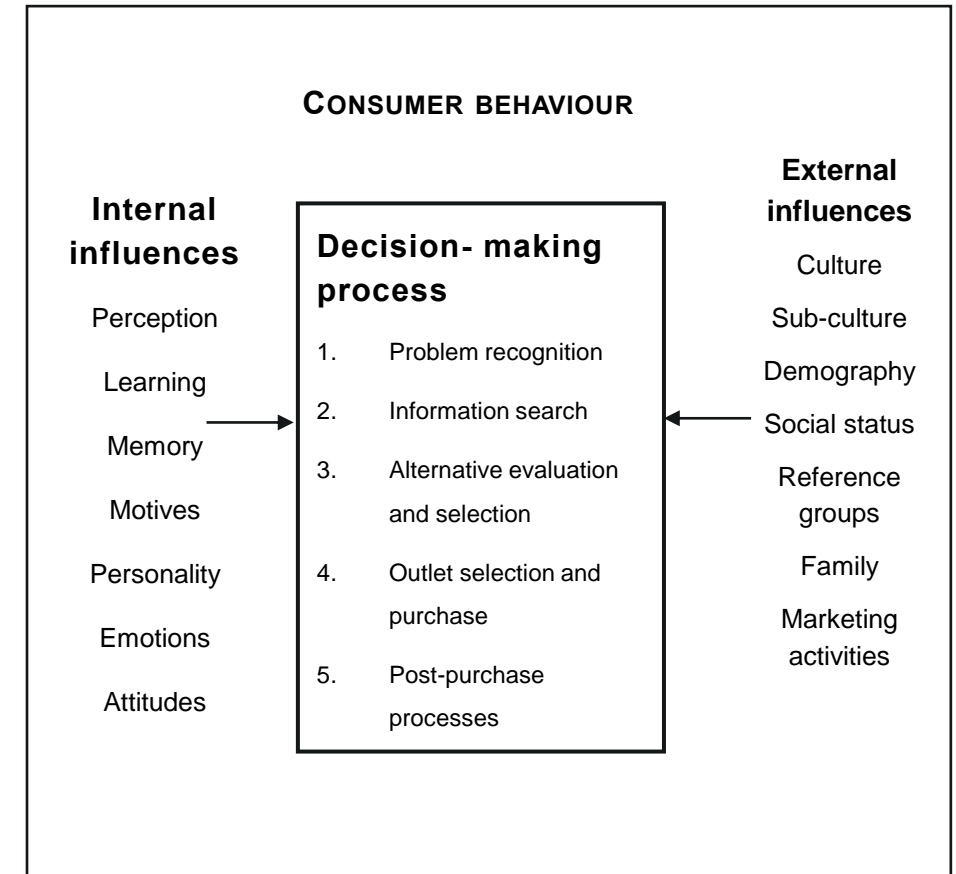 CONSUMER BEHAVIOUR
Internal
influences
Perception
Learning
Memory
Motives
Personality
Emotions
Attitudes
Decision- making
process
1. Problem recognition
2. Information search
3. Alternative evaluation
and selection
4. Outlet selection and
purchase
5. Post-purchase
processes
External
influences
Culture
Sub-culture
Demography
Social status
Reference
groups
Family
Marketing
activities